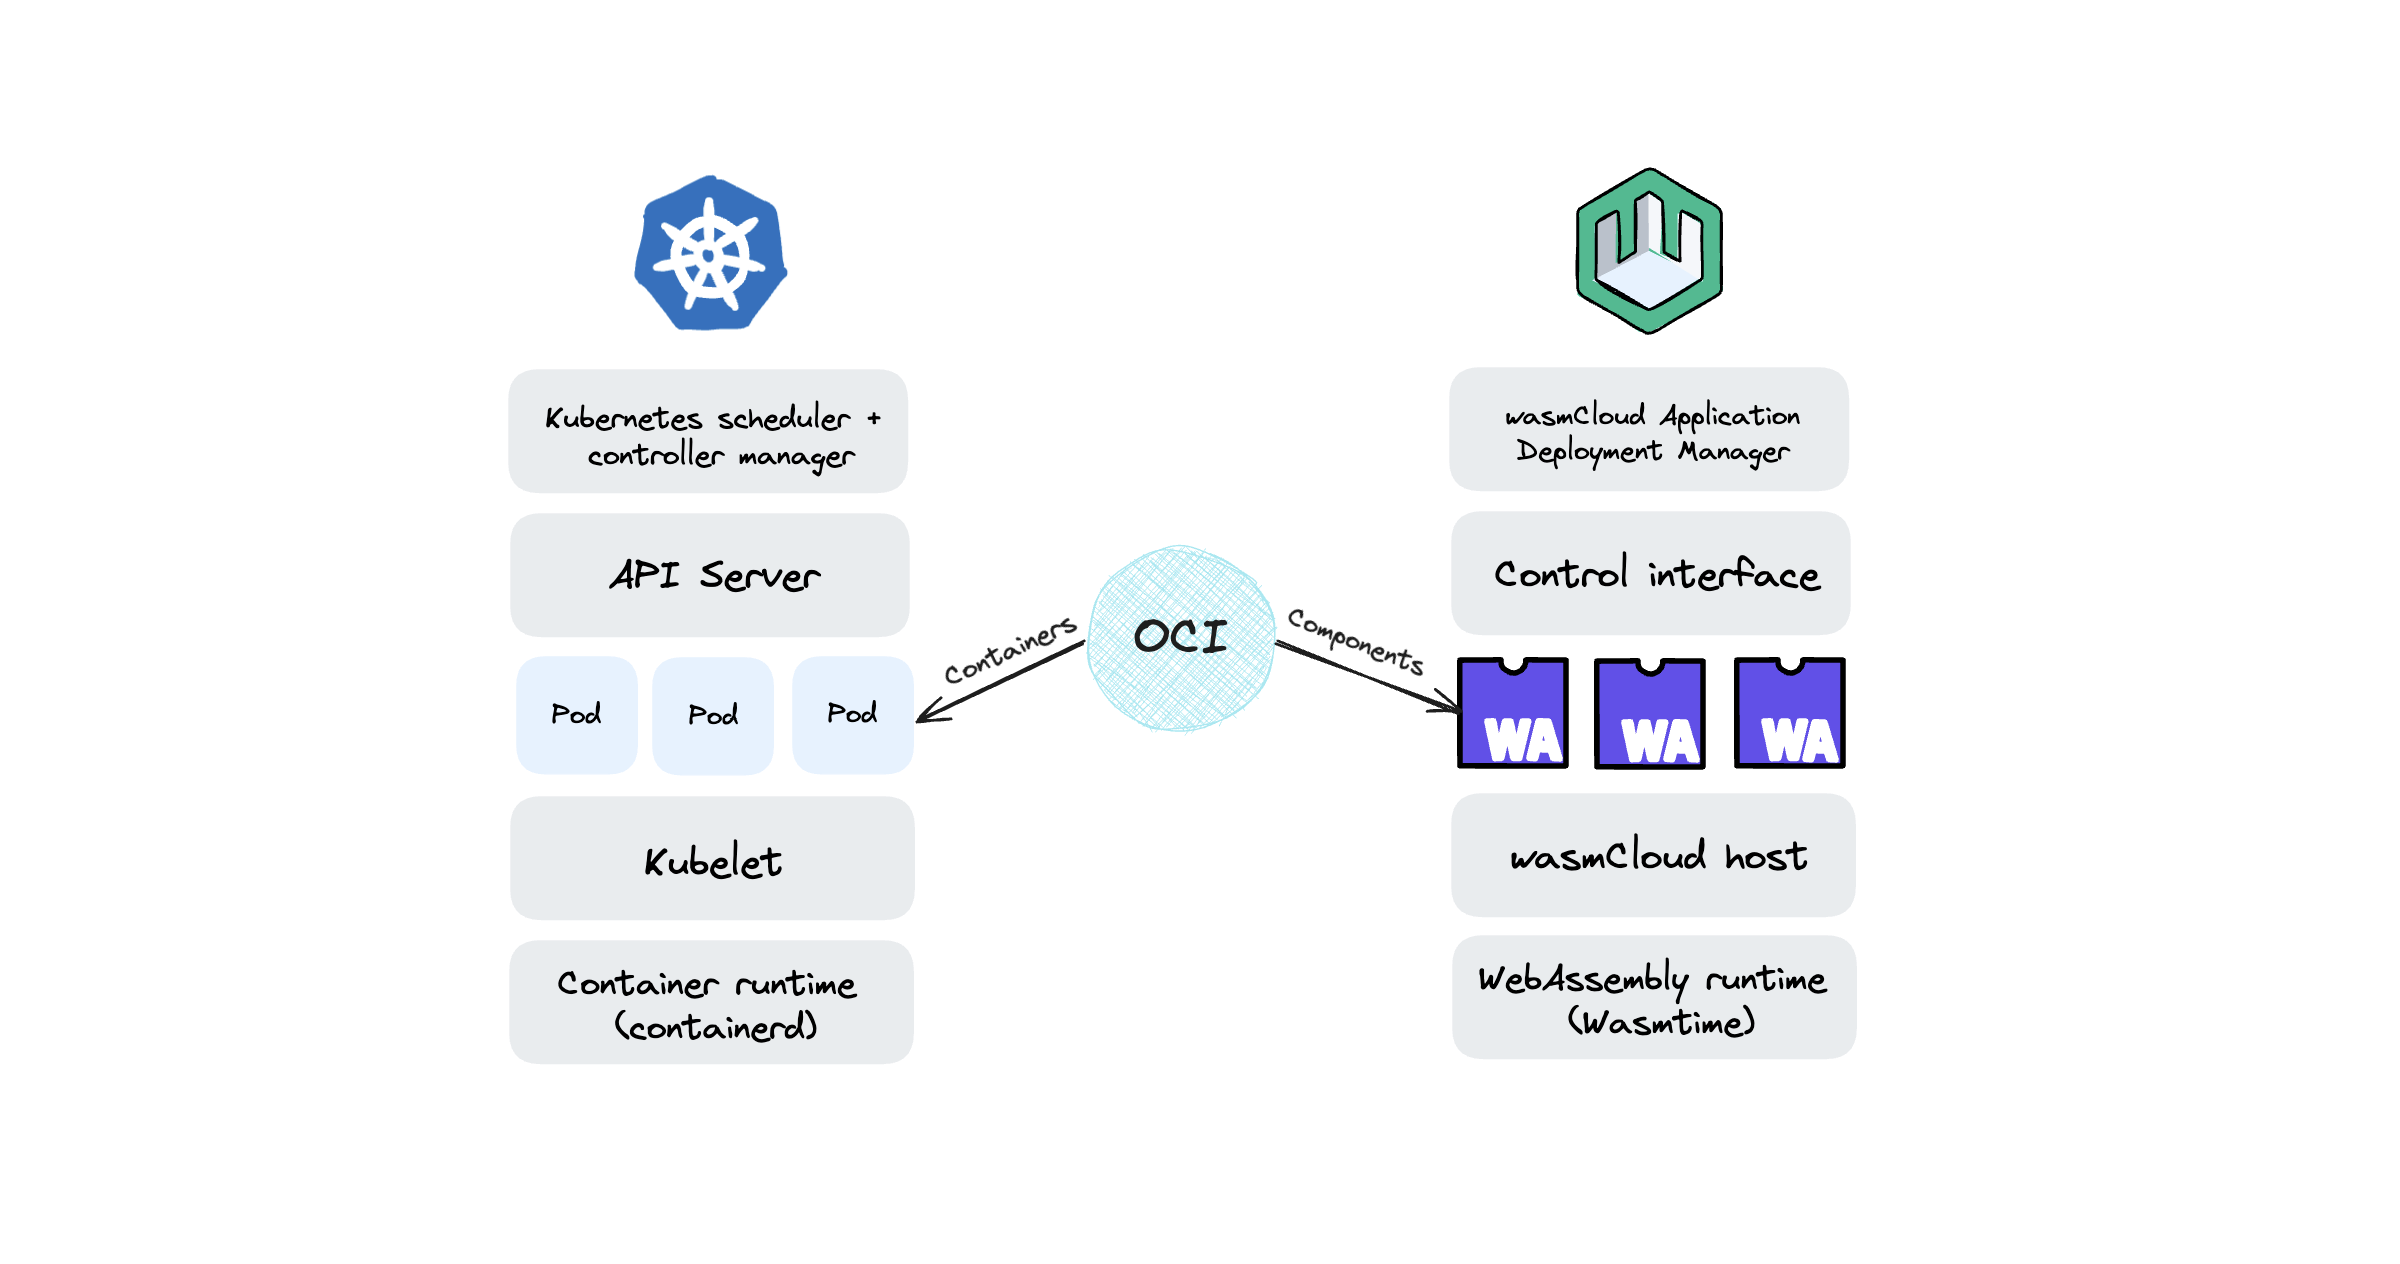 Kubernetes scheduler +
controller manager
API Server
Pod
Pod
Pod
Kubelet
Container runtime
(containerd)
Containers
OCI
Components
wasmCloud Application
Deployment Manager
Control interface
WA
WA
WA
wasmCloud host
WebAssembly runtime
(Wasmtime)